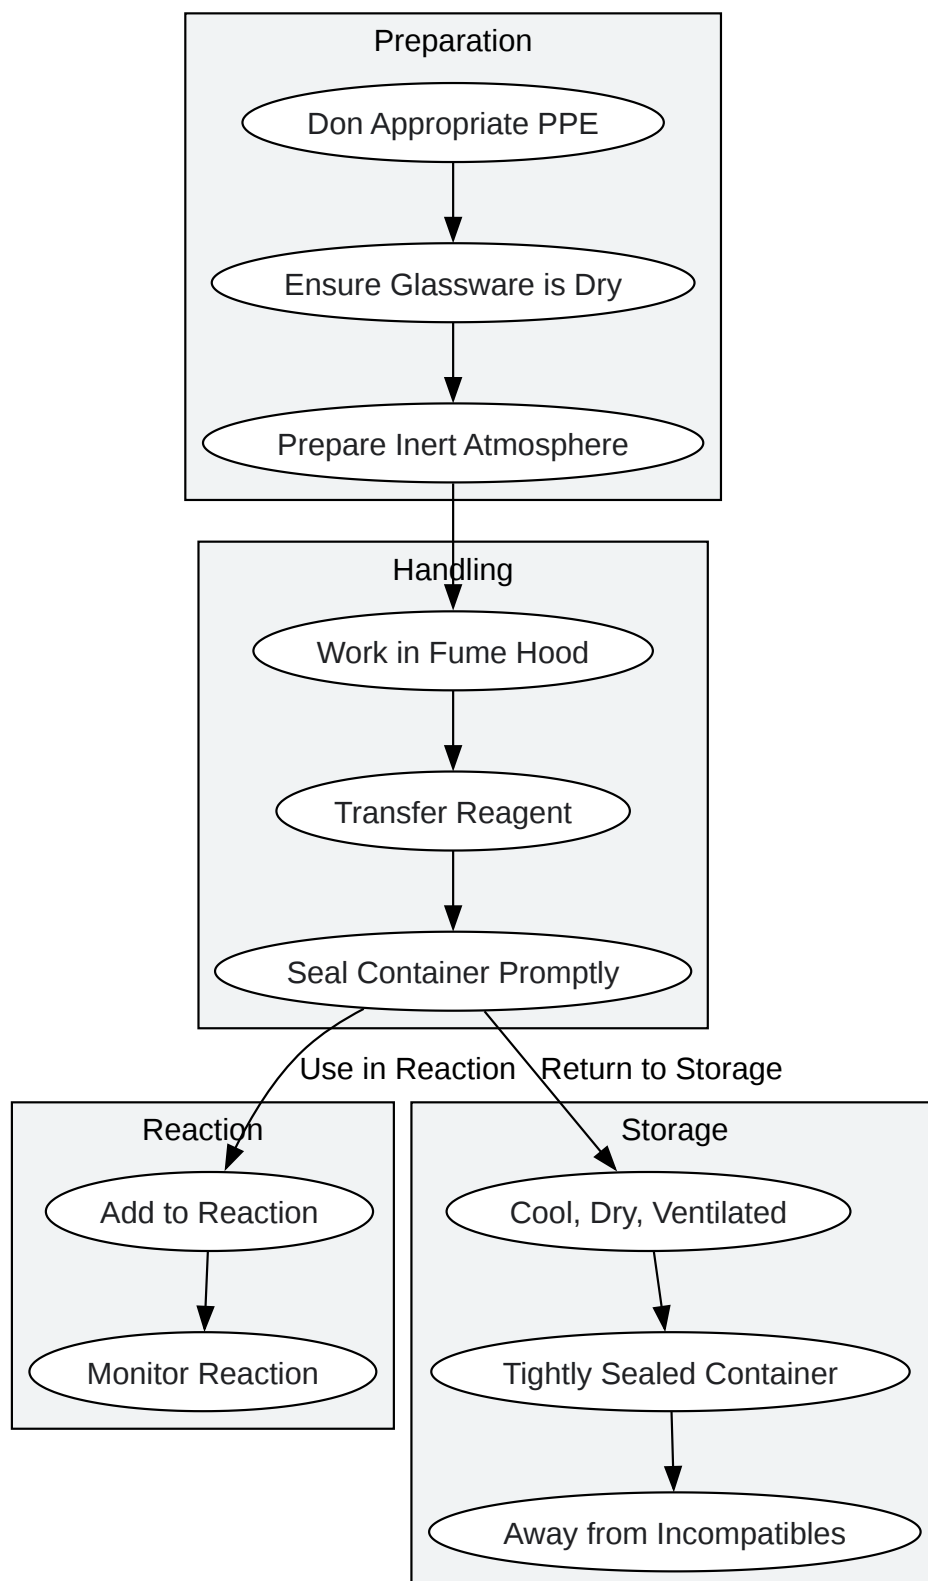 Preparation
Don Appropriate PPE
Ensure Glassware is Dry
Prepare Inert Atmosphere
Handling
Work in Fume Hood
Transfer Reagent
Seal Container Promptly
Use in Reaction
Return to Storage
Reaction
Add to Reaction
Monitor Reaction
Storage
Cool, Dry, Ventilated
Tightly Sealed Container
Away from Incompatibles